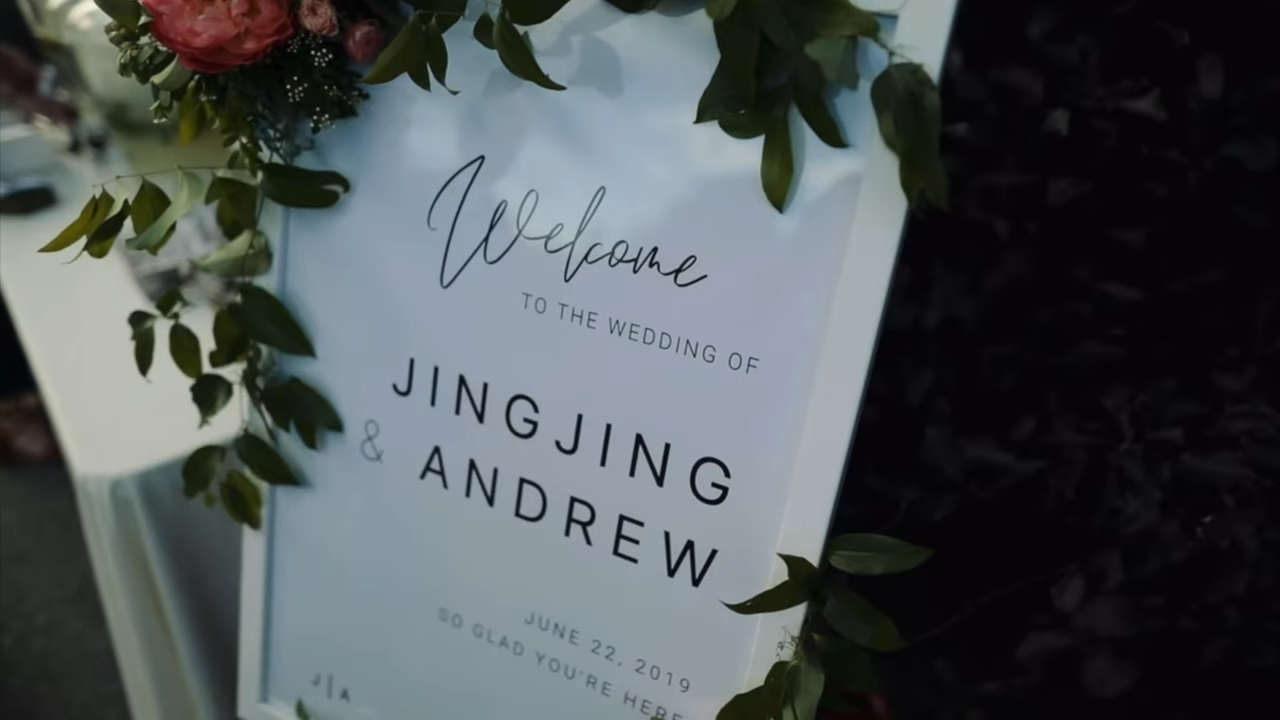 Welcome
TO THE WEDDING OF
JINGJING
& ANDREW
JUNE 22, 2019
SO GLAD YOU'RE HERE
J | A